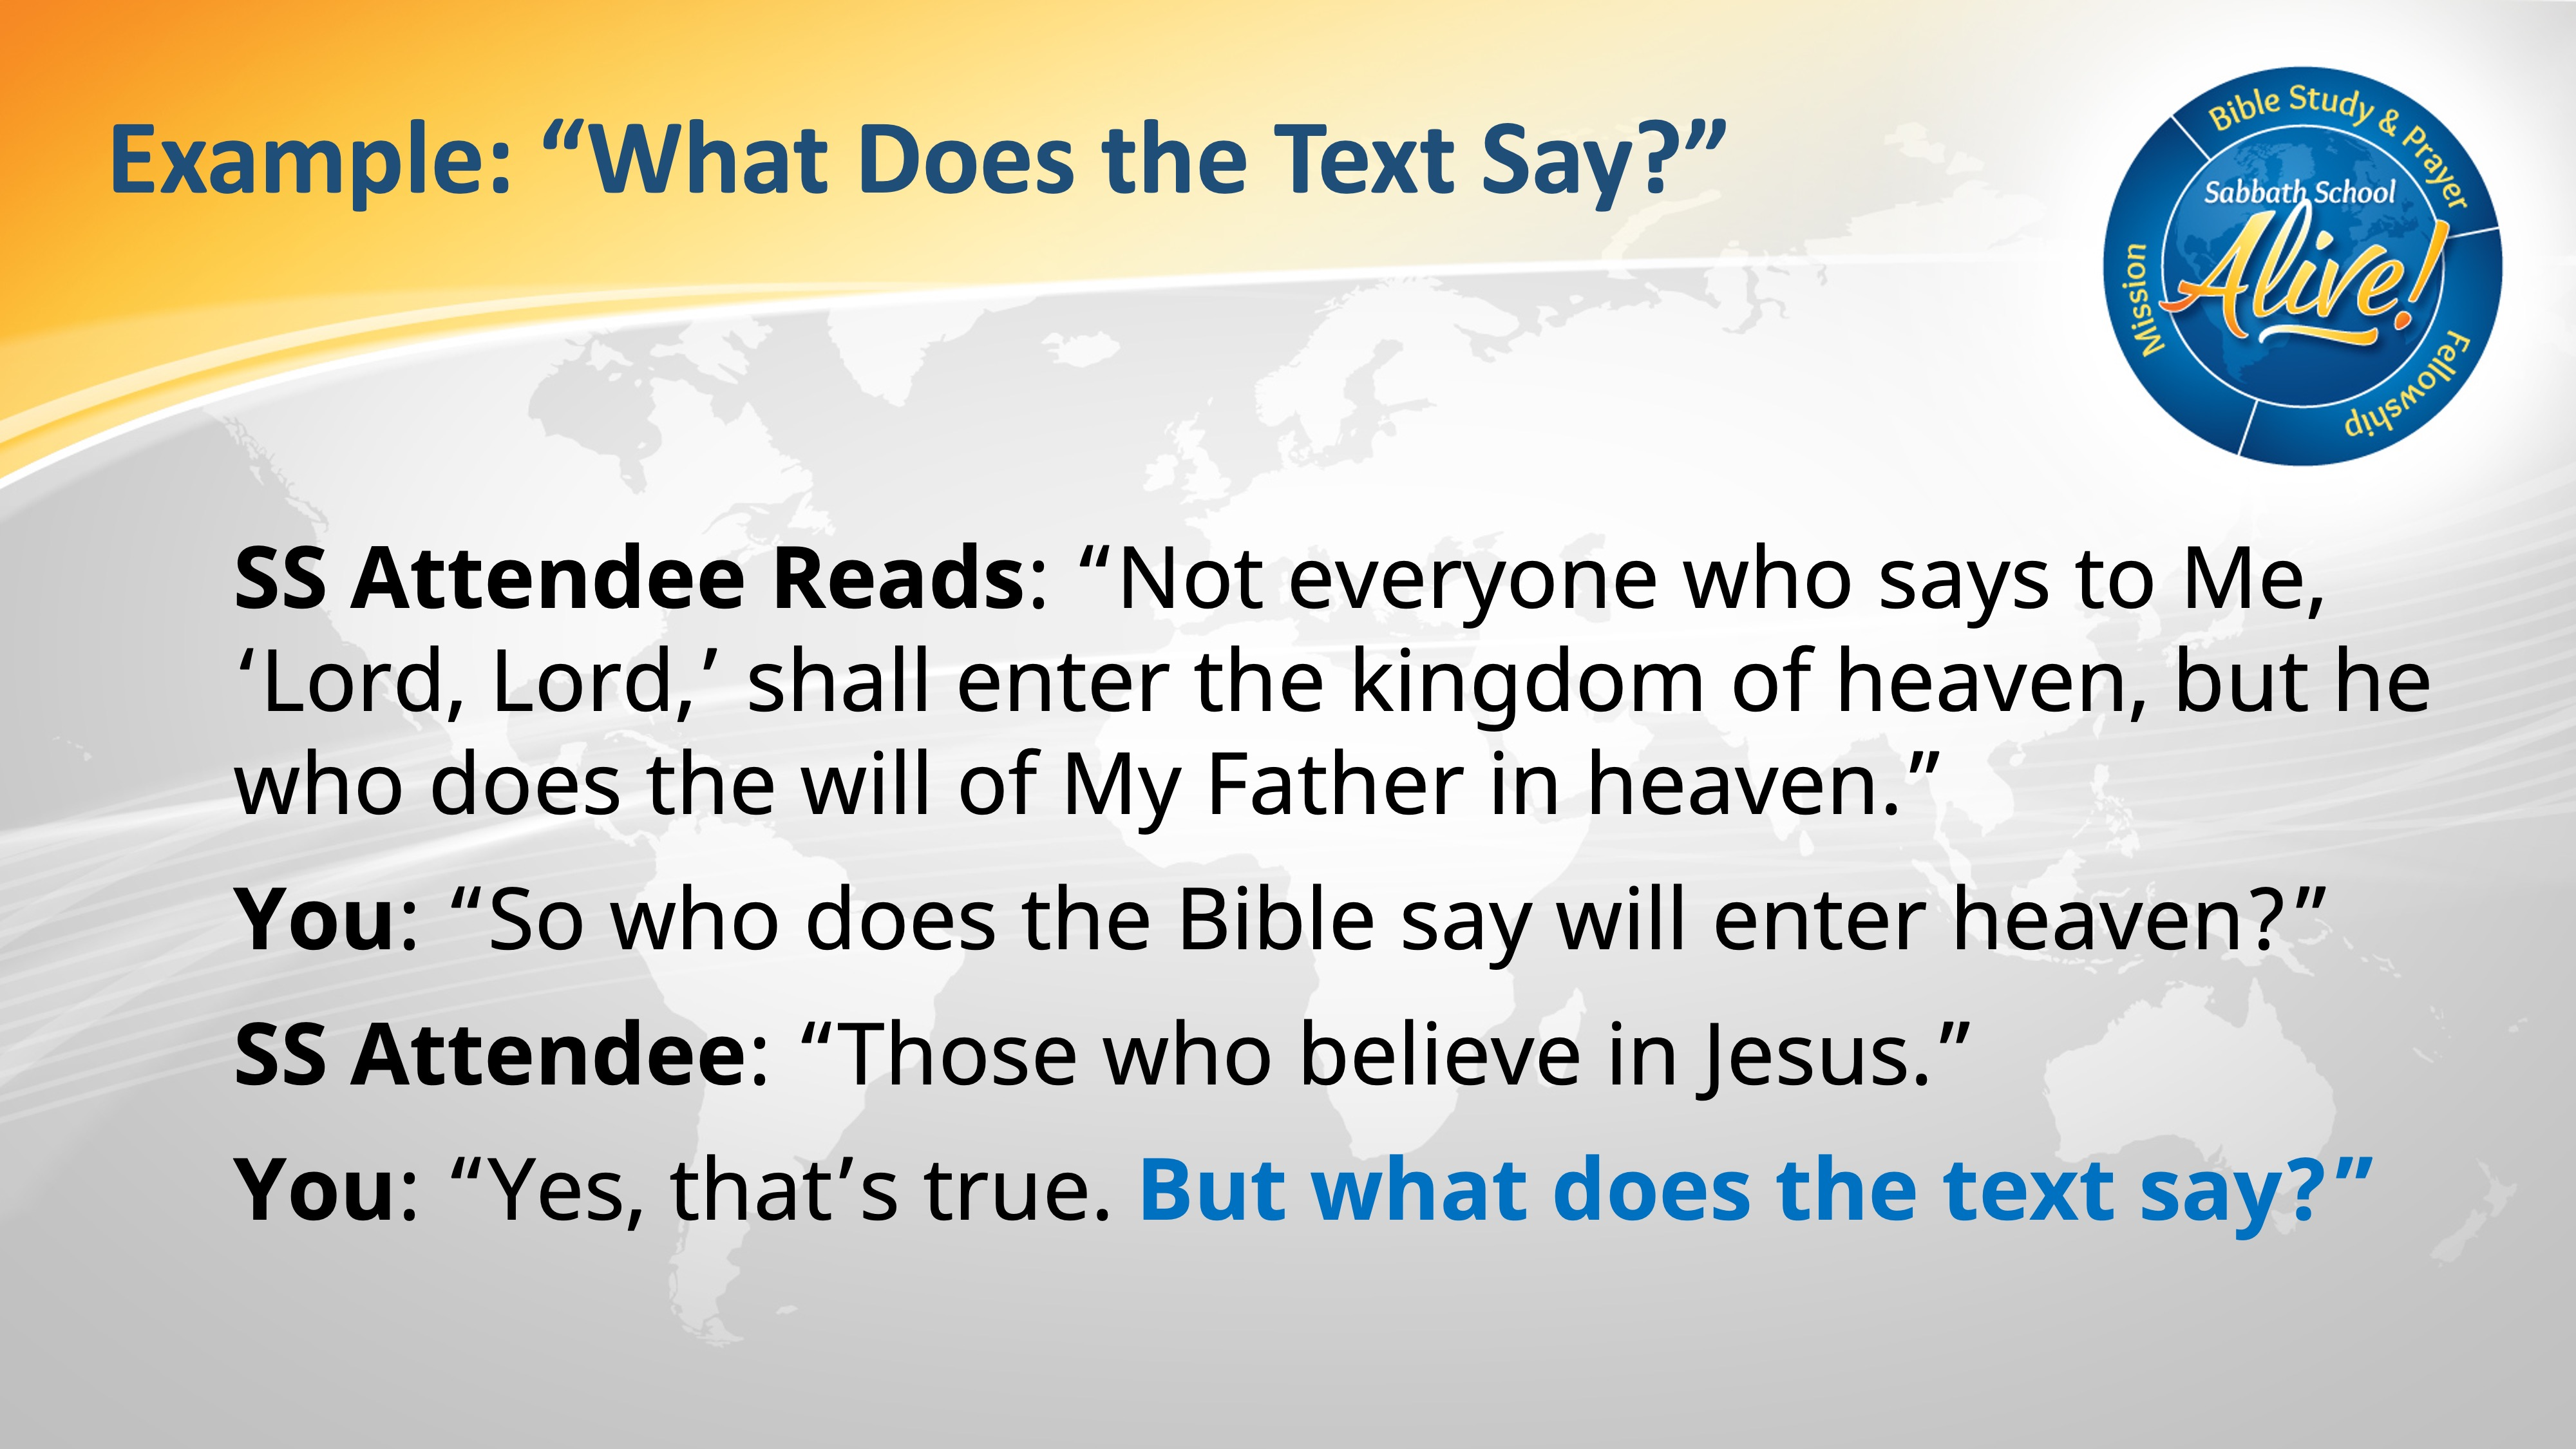 Example: “What Does the Text Say?”
Bible Study & Prayer
Sabbath School
Alive!
Mission
Fellowship
SS Attendee Reads: “Not everyone who says to Me,
‘Lord, Lord,’ shall enter the kingdom of heaven, but he
who does the will of My Father in heaven.”
You: “So who does the Bible say will enter heaven?”
SS Attendee: “Those who believe in Jesus.”
You: “Yes, that’s true. But what does the text say?”